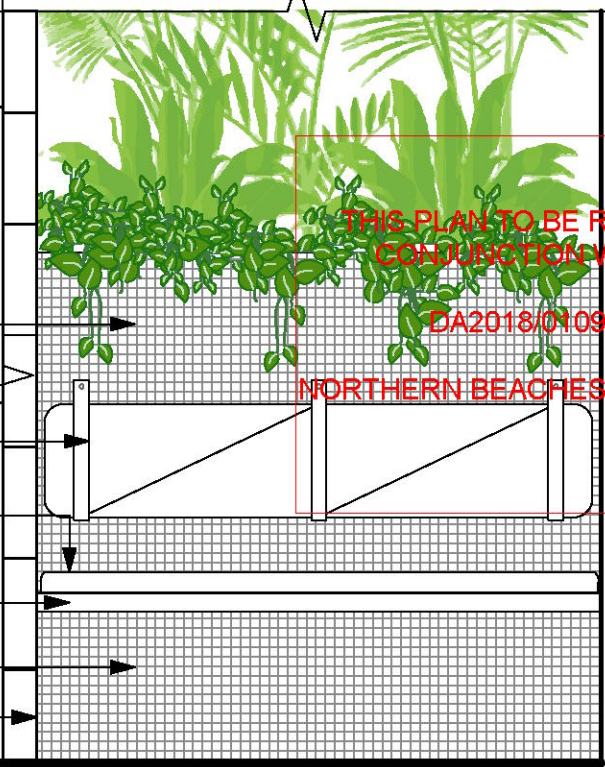 THIS PLAN TO BE R
CONJUNCTION W
DA2018/0109
NORTHERN BEACHES